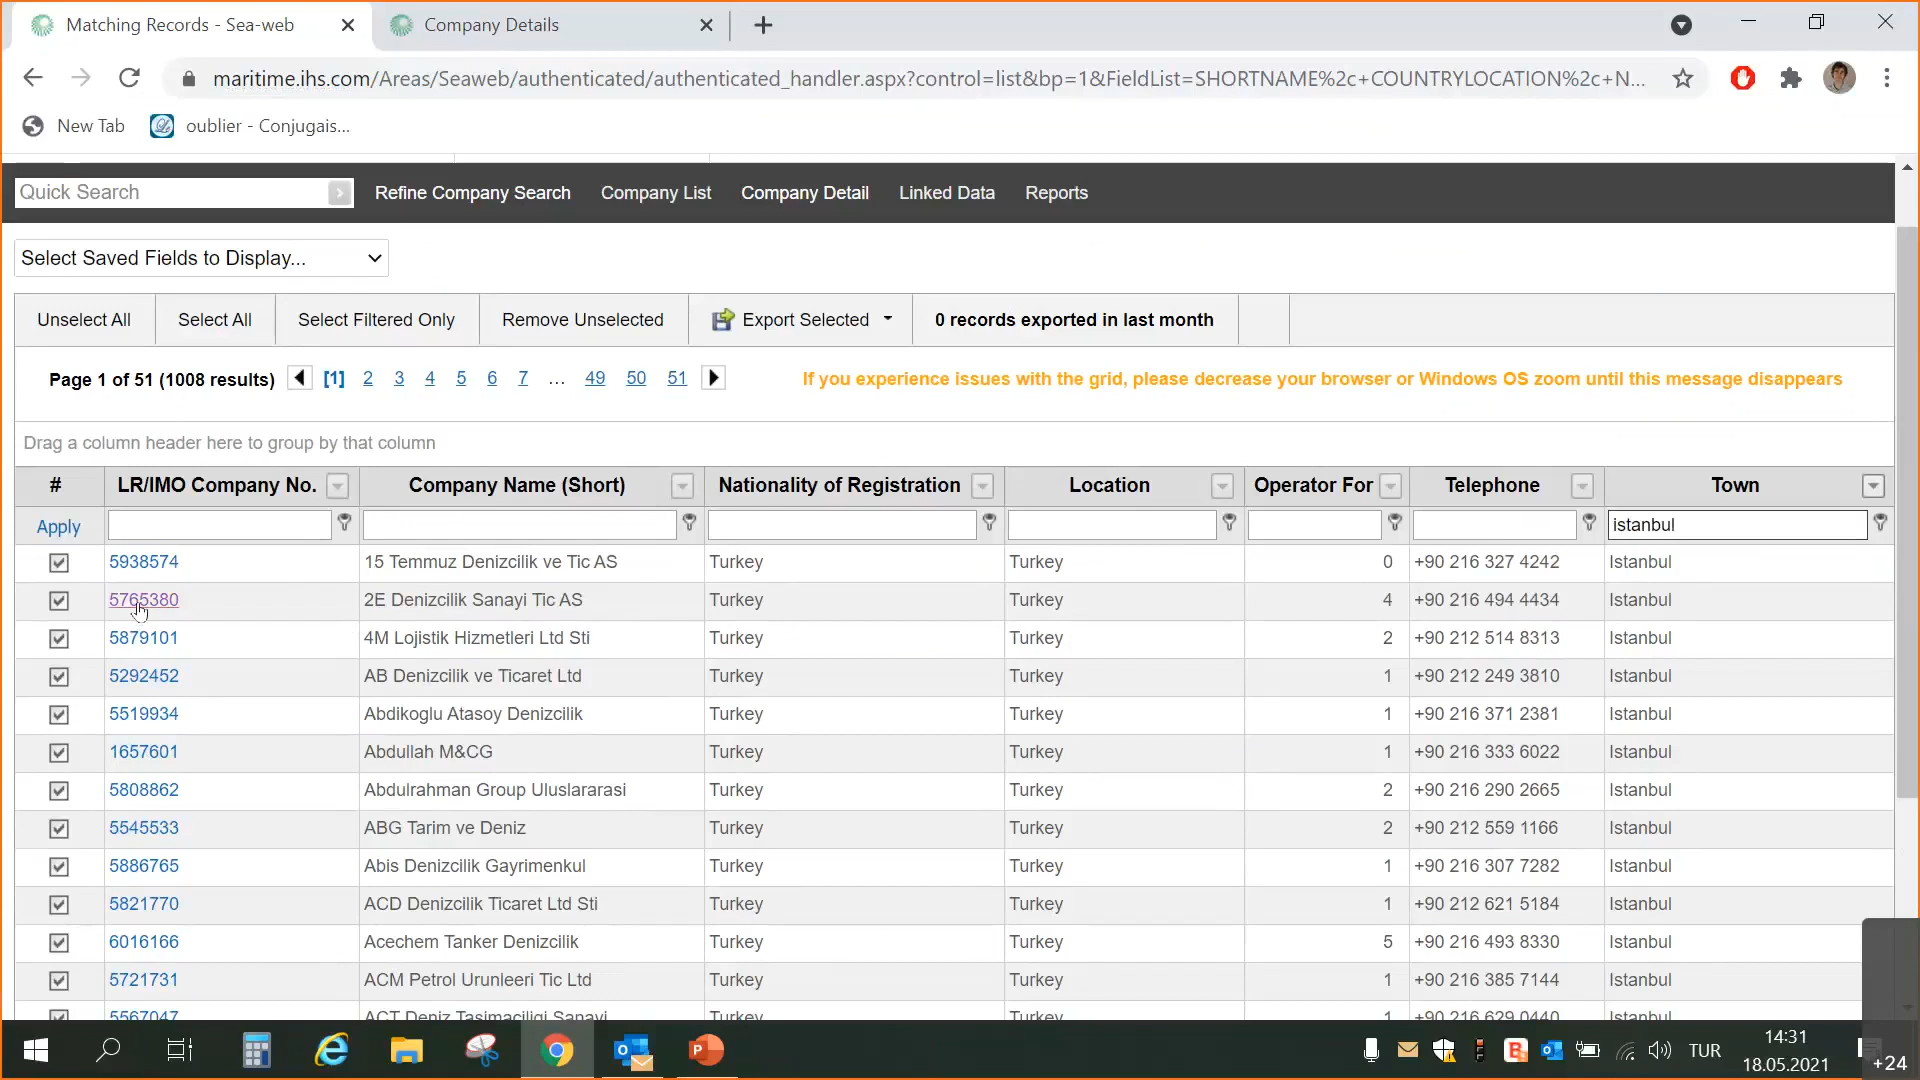 Matching Records - Sea-web
Company Details
maritime.ihs.com/Areas/Seaweb/authenticated/authenticated_handler.aspx?control=list&bp=1&FieldList=SHORTNAME%2c+COUNTRYLOCATION%2c+N...
New Tab
oublier - Conjugais...
Quick Search > Refine Company Search Company List Company Detail Linked Data Reports
Select Saved Fields to Display...
Unselect All Select All Select Filtered Only Remove Unselected Export Selected 0 records exported in last month
Page 1 of 51 (1008 results) [1] 2 3 4 5 6 7 ... 49 50 51 If you experience issues with the grid, please decrease your browser or Windows OS zoom until this message disappears
Drag a column header here to group by that column
# LR/IMO Company No. Company Name (Short) Nationality of Registration Location Operator For Telephone Town
Apply istanbul
5938574 15 Temmuz Denizcilik ve Tic AS Turkey Turkey 0 +90 216 327 4242 Istanbul
5765380 2E Denizcilik Sanayi Tic AS Turkey Turkey 4 +90 216 494 4434 Istanbul
5879101 4M Lojistik Hizmetleri Ltd Sti Turkey Turkey 2 +90 212 514 8313 Istanbul
5292452 AB Denizcilik ve Ticaret Ltd Turkey Turkey 1 +90 212 249 3810 Istanbul
5519934 Abdikoglu Atasoy Denizcilik Turkey Turkey 1 +90 216 371 2381 Istanbul
1657601 Abdullah M&CG Turkey Turkey 1 +90 216 333 6022 Istanbul
5808862 Abdulrahman Group Uluslararasi Turkey Turkey 2 +90 216 290 2665 Istanbul
5545533 ABG Tarim ve Deniz Turkey Turkey 2 +90 212 559 1166 Istanbul
5886765 Abis Denizcilik Gayrimenkul Turkey Turkey 1 +90 216 307 7282 Istanbul
5821770 ACD Denizcilik Ticaret Ltd Sti Turkey Turkey 1 +90 212 621 5184 Istanbul
6016166 Acechem Tanker Denizcilik Turkey Turkey 5 +90 216 493 8330 Istanbul
5721731 ACM Petrol Urunleeri Tic Ltd Turkey Turkey 1 +90 216 385 7144 Istanbul
5567047 ACT Deniz Tasimaciligi Sanayi Turkey Turkey 1 +90 216 629 0440 Istanbul
TUR
14:31
18.05.2021
+24